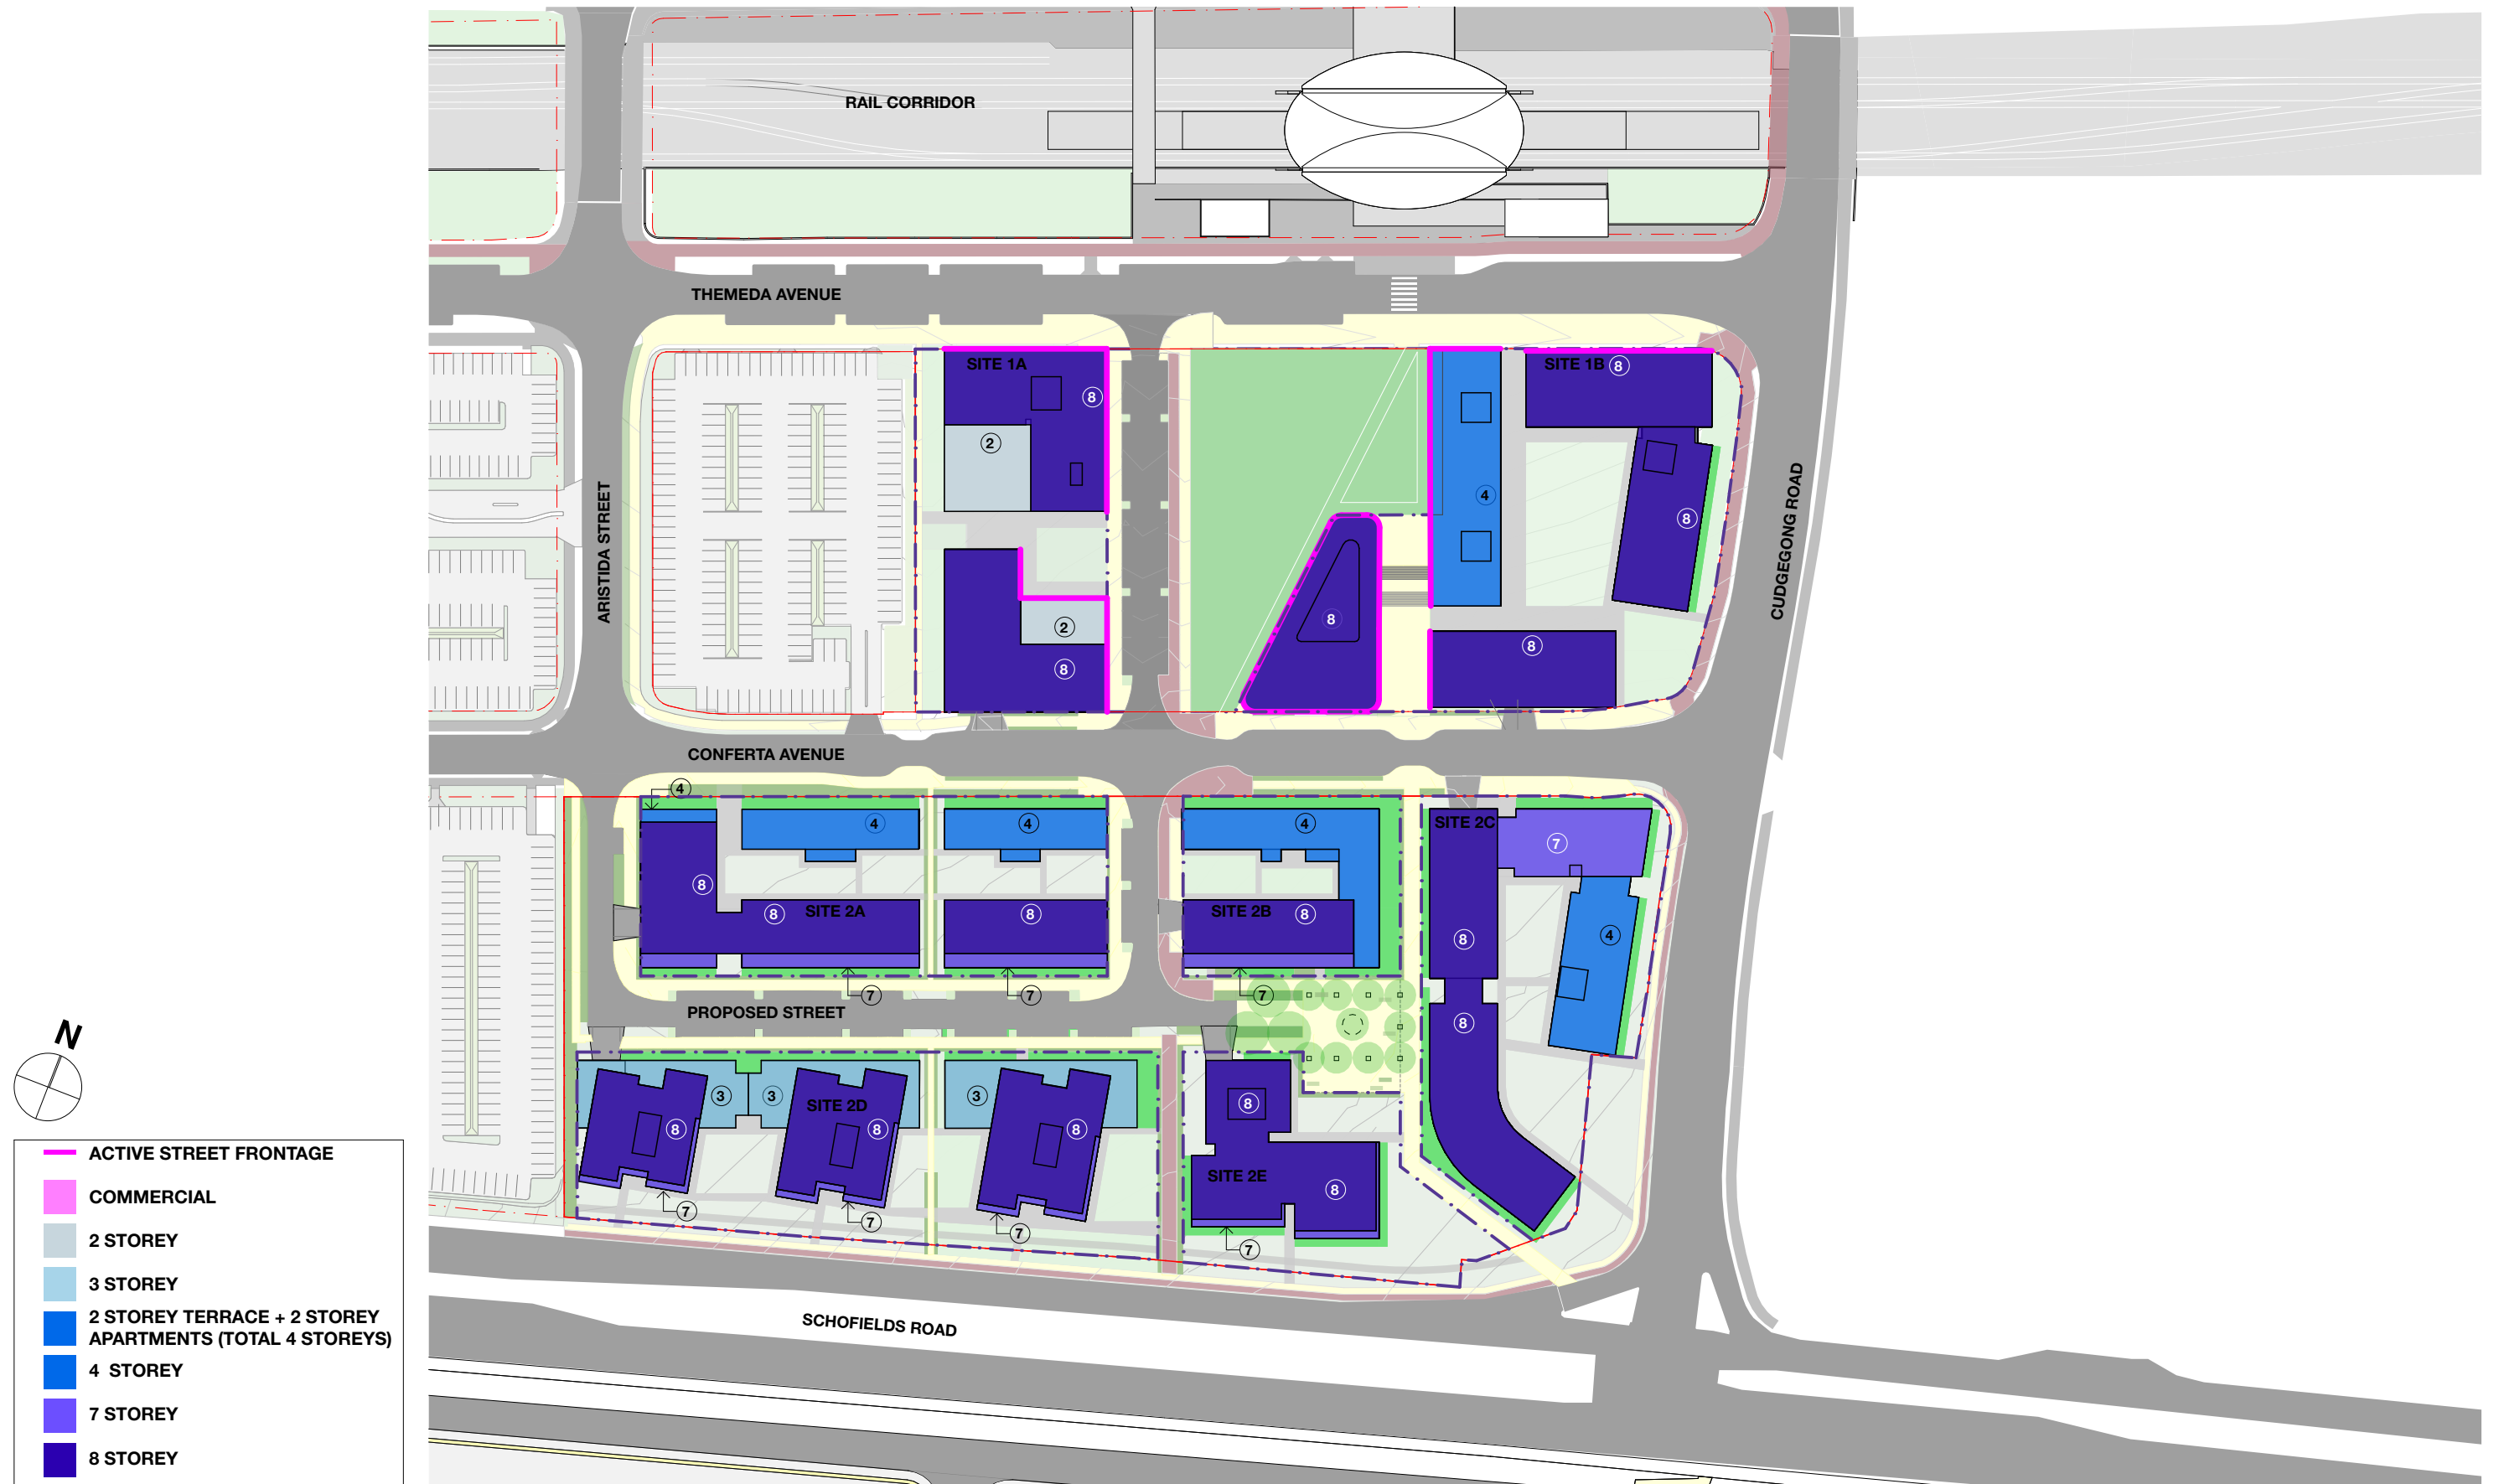 RAIL CORRIDOR
THEMEDA AVENUE
SITE 1A
8
2
SITE 1B
8
4
8
ARISTIDA STREET
CUDGEGONG ROAD
8
2
8
8
CONFERTA AVENUE
4
4
4
4
SITE 2C
7
8
8
SITE 2A
8
SITE 2B
8
8
4
7
7
7
PROPOSED STREET
8
N
3
3
SITE 2D
3
8
8
8
8
SITE 2E
8
7
7
7
7
SCHOFIELDS ROAD
ACTIVE STREET FRONTAGE
COMMERCIAL
2 STOREY
3 STOREY
2 STOREY TERRACE + 2 STOREY
APARTMENTS (TOTAL 4 STOREYS)
4 STOREY
7 STOREY
8 STOREY